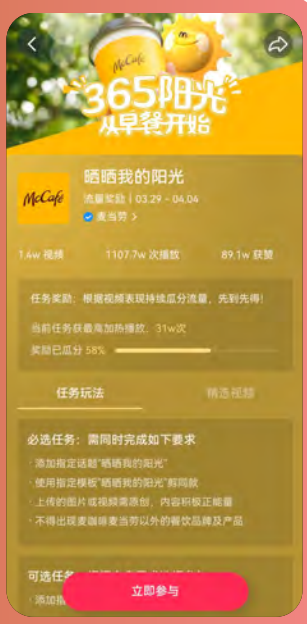 McCafé
365阳光
从早餐开始
McCafé
晒晒我的阳光
流量奖励 | 03.29 - 04.04
麦当劳 >
1.4w 视频 1107.7w 次播放 89.1w 获赞
任务奖励：根据视频表现持续瓜分流量，先到先得！
当前任务获最高加热播放：31w次
奖励已瓜分 58%
任务玩法 精选视频
必选任务：需同时完成如下要求
· 添加指定话题“晒晒我的阳光”
· 使用指定模板“晒晒我的阳光”剪同款
· 上传的图片或视频需原创，内容积极正能量
· 不得出现麦咖啡麦当劳以外的餐饮品牌及产品
可选任
· 添加指
立即参与